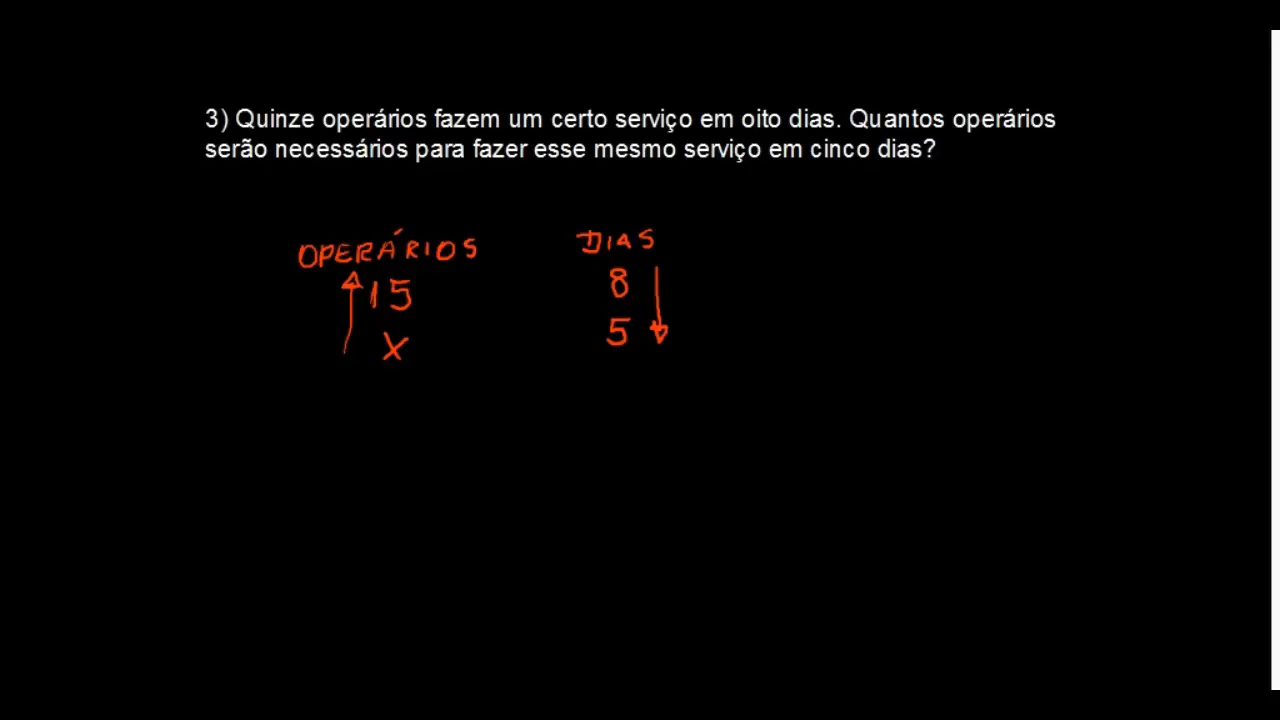 3) Quinze operários fazem um certo serviço em oito dias. Quantos operários
serão necessários para fazer esse mesmo serviço em cinco dias?
OPERÁRIOS DIAS
15 8
X 5